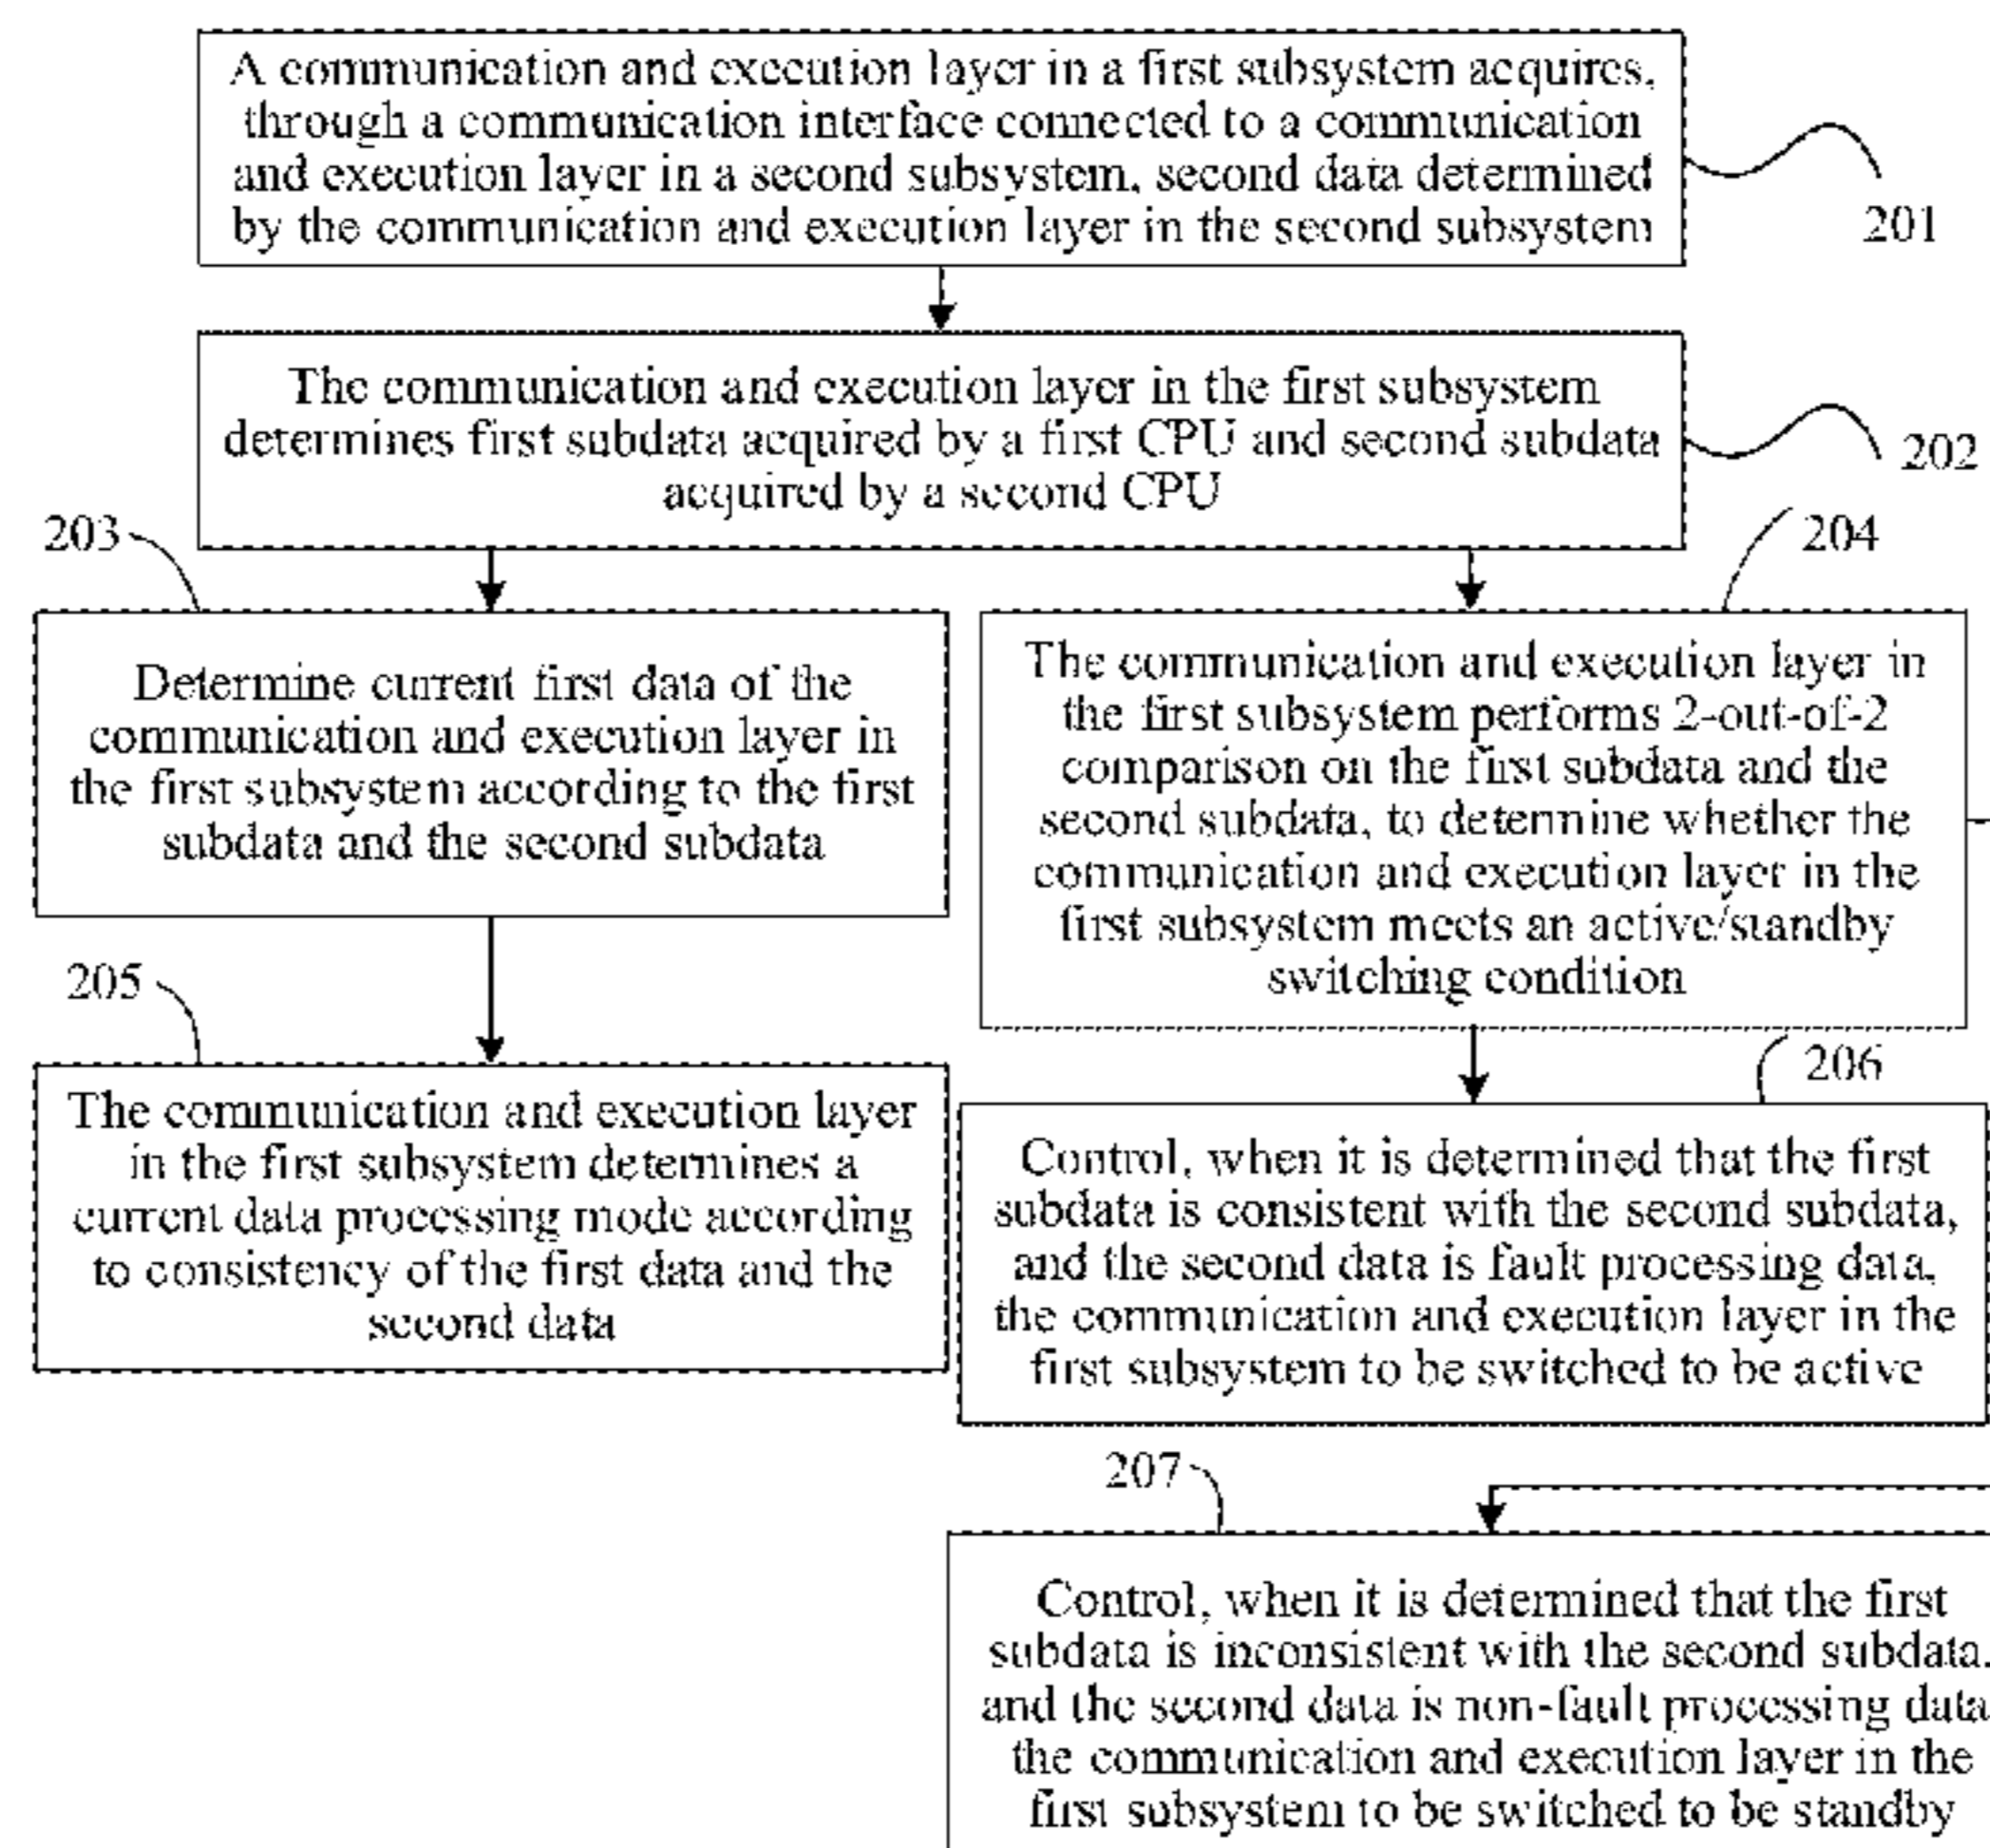 A communication and execution layer in a first subsystem acquires,
through a communication interface connected to a communication
and execution layer in a second subsystem, second data determined
by the communication and execution layer in the second subsystem
201
The communication and execution layer in the first subsystem
determines first subdata acquired by a first CPU and second subdata
acquired by a second CPU
202
203
Determine current first data of the
communication and execution layer in
the first subsystem according to the first
subdata and the second subdata
204
The communication and execution layer in
the first subsystem performs 2-out-of-2
comparison on the first subdata and the
second subdata, to determine whether the
communication and execution layer in the
first subsystem meets an active/standby
switching condition
205
The communication and execution layer
in the first subsystem determines a
current data processing mode according
to consistency of the first data and the
second data
206
Control, when it is determined that the first
subdata is consistent with the second subdata,
and the second data is fault processing data,
the communication and execution layer in the
first subsystem to be switched to be active
207
Control, when it is determined that the first
subdata is inconsistent with the second subdata,
and the second data is non-fault processing data
the communication and execution layer in the
first subsystem to be switched to be standby